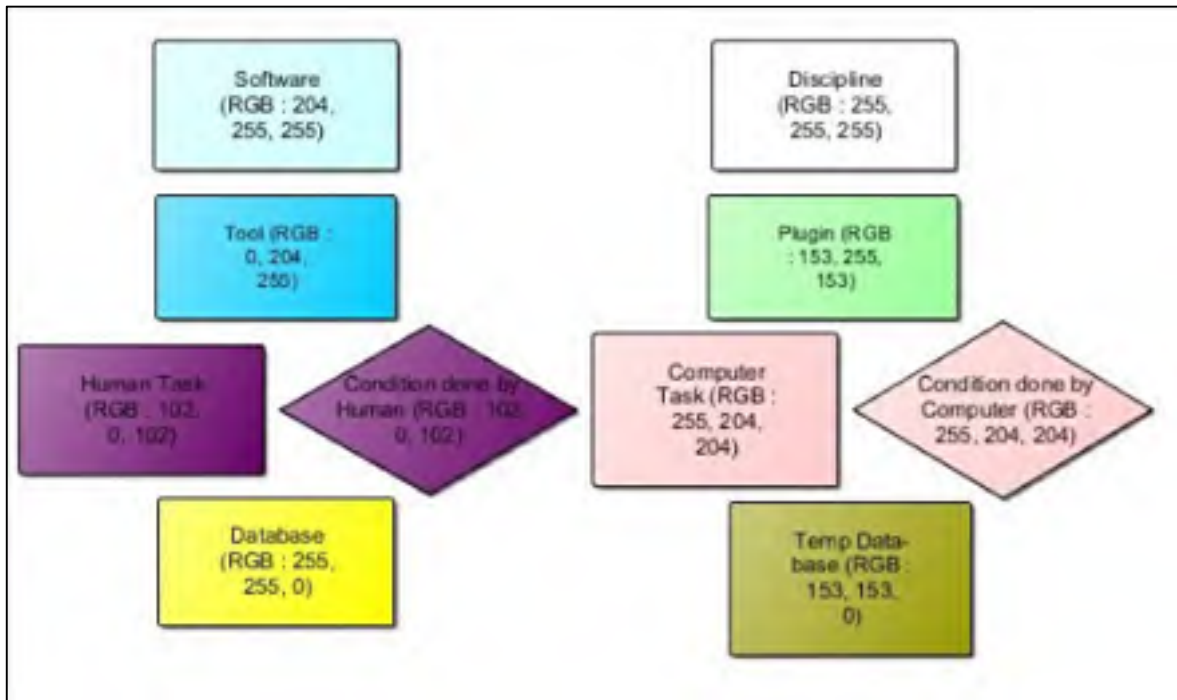 Software
(RGB : 204,
255, 255)
Discipline
(RGB : 255,
255, 255)
Tool (RGB :
0, 204,
255)
Plugin (RGB
: 153, 255,
153)
Human Task
(RGB : 102,
0, 102)
Condition done by
Human (RGB : 102,
0, 102)
Computer
Task (RGB :
255, 204,
204)
Condition done by
Computer (RGB :
255, 204, 204)
Database
(RGB : 255,
255, 0)
Temp Data-
base (RGB :
153, 153,
0)